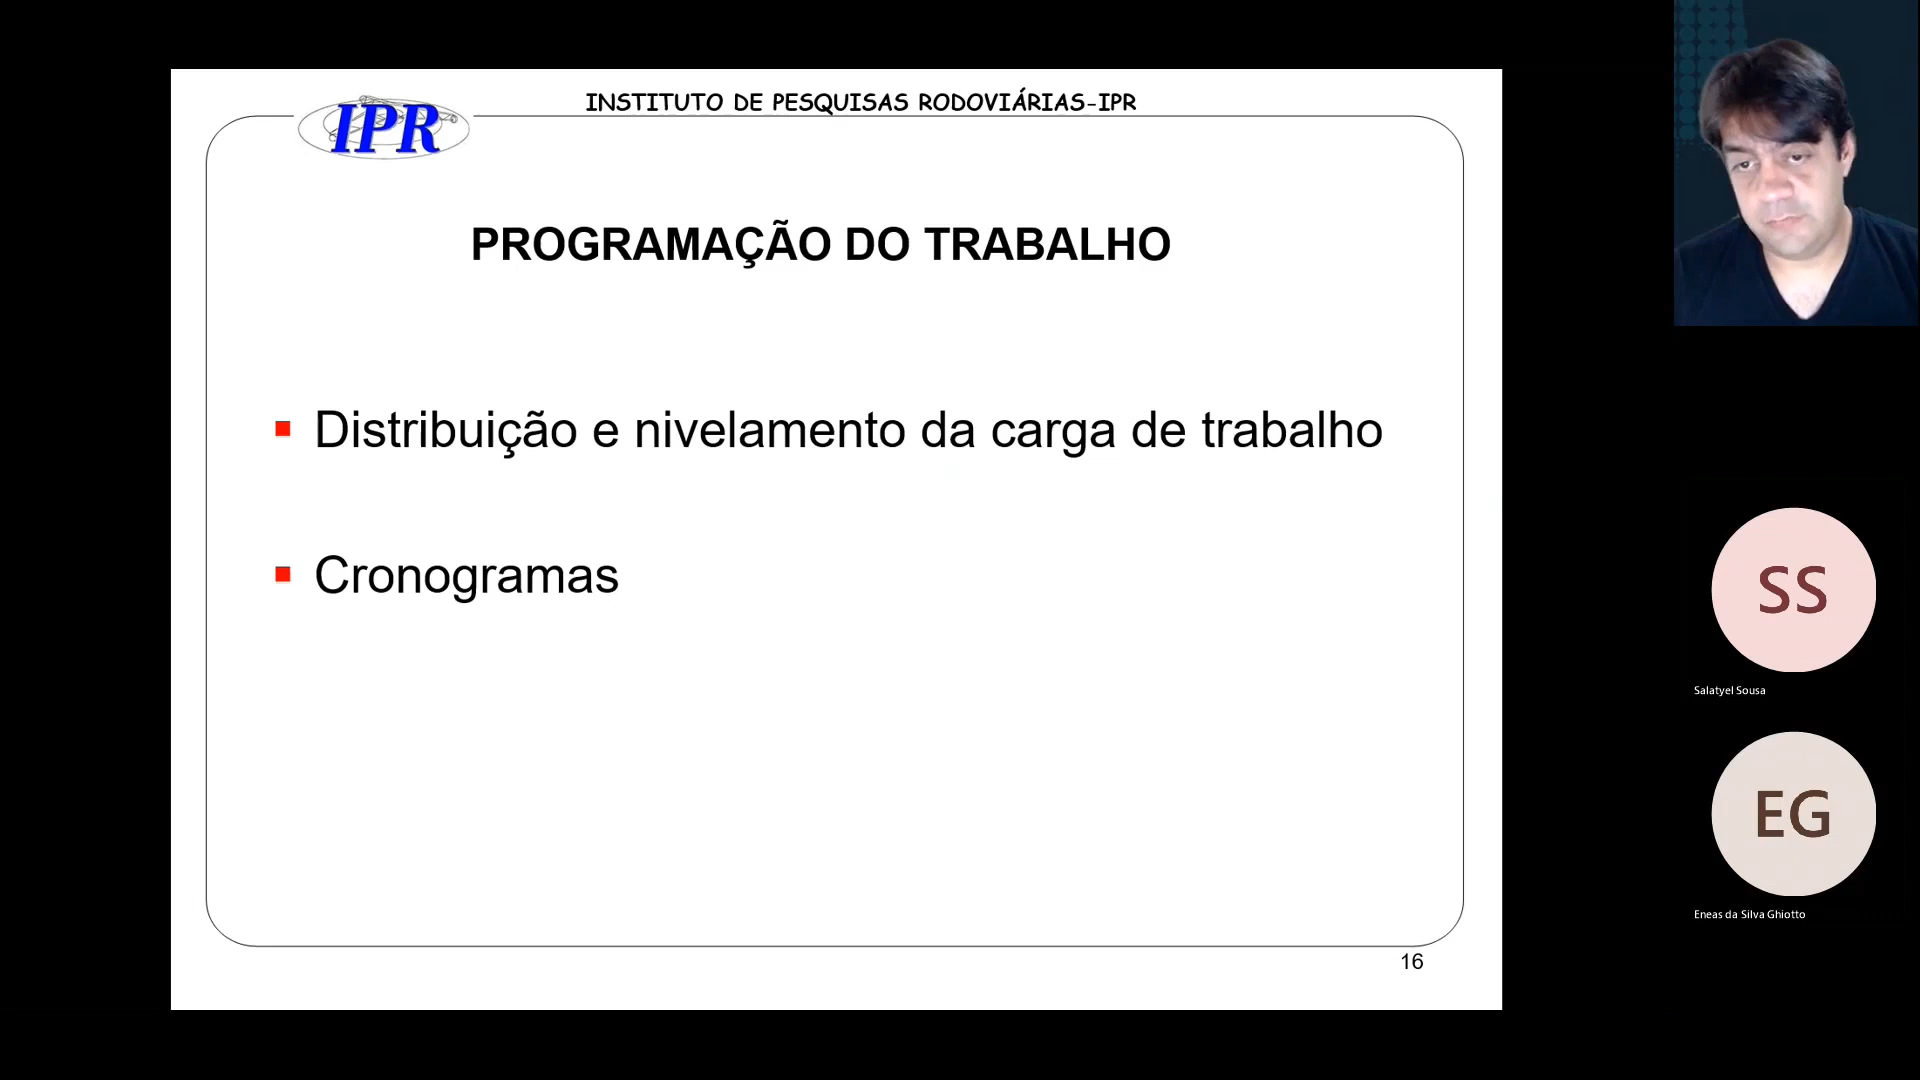 INSTITUTO DE PESQUISAS RODOVIÁRIAS-IPR
IPR
PROGRAMAÇÃO DO TRABALHO
Distribuição e nivelamento da carga de trabalho
Cronogramas
16
SS
Salatyel Sousa
EG
Eneas da Silva Ghiotto